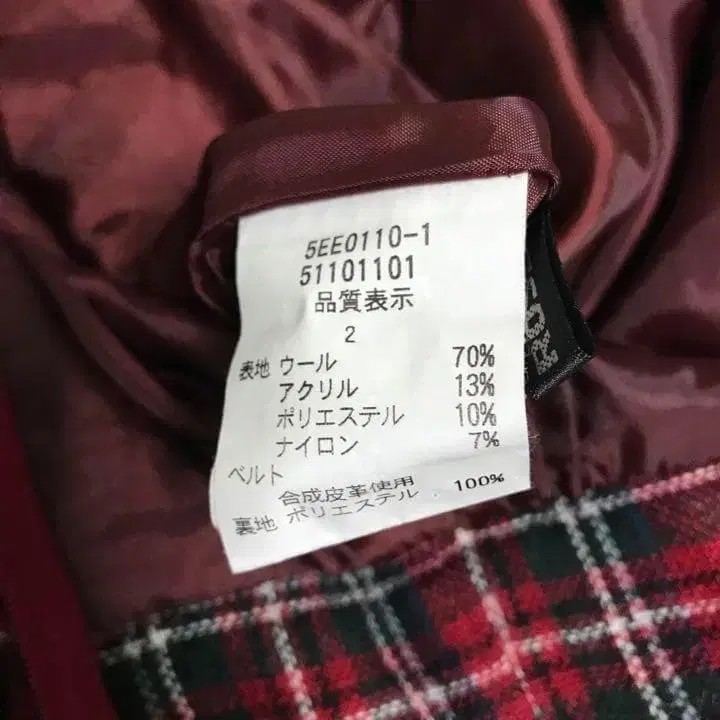 5EE0110-1
51101101
品質表示
2
表地 ウール 70%
アクリル 13%
ポリエステル 10%
ナイロン 7%
ベルト
合成皮革使用
裏地 ポリエステル 100%